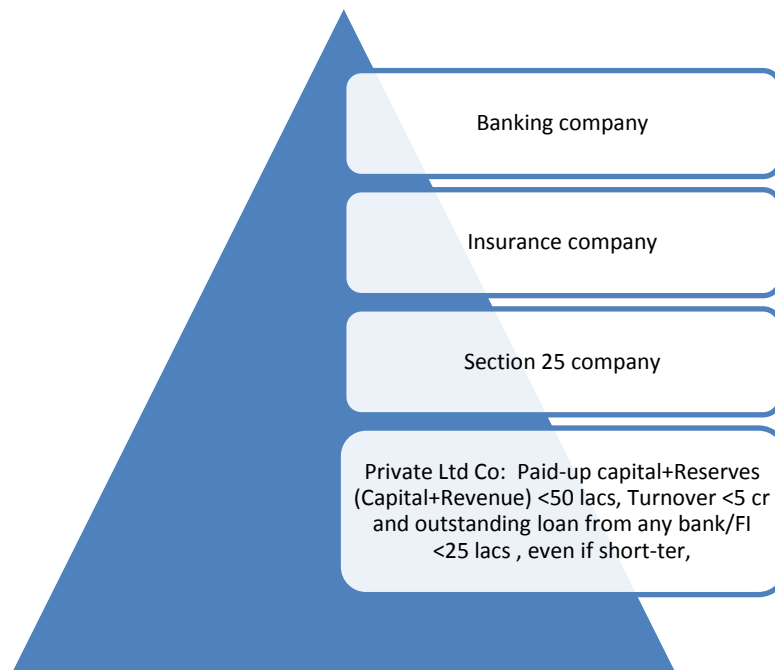 Banking company
Insurance company
Section 25 company
Private Ltd Co:  Paid-up capital+Reserves
(Capital+Revenue) <50 lacs, Turnover <5 cr
and outstanding loan from any bank/FI
<25 lacs , even if short-ter,